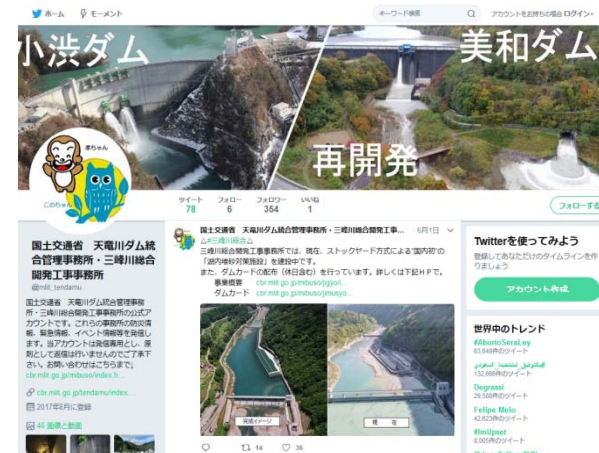 ホーム モーメント
キーワード検索
アカウントをお持ちの場合 ログイン
小渋ダム
美和ダム
再開発
まちゃん
このちゃん
ツイート フォロー フォロワー いいね
78 6 354 1
フォローする
国土交通省 天竜川ダム統
合管理事務所・三峰川総合
開発工事事務所
@mlit_tendamu
国土交通省 天竜川ダム統合管理事務
所・三峰川総合開発工事事務所の公式ア
カウントです。これらの事務所の防災情
報、緊急情報、イベント情報等を発信し
ます。当アカウントは発信専用とし、原
則として返信は行いませんのでご了承下
さい。お問い合わせはこちらまで」
cbr.mlit.go.jp/mibuso/index.h...
cbr.mlit.go.jp/tendamu/index....
2017年8月に登録
46 画像と動画
国土交通省 天竜川ダム統合管理事務所・三峰川総合開発工事... 6月1日
△#三峰川総合△
三峰川総合開発工事事務所では、現在、ストックヤード方式による"国内初"の
「湖内堆砂対策施設」を建設中です。
また、ダムカードの配布(休日含む)を行っています。詳しくは下記HPで。
事業概要 cbr.mlit.go.jp/mibuso/jigyo/i...
ダムカード cbr.mlit.go.jp/mibuso/jimusyo...
完成イメージ
現在
14 36
Twitterを使ってみよう
登録してあなただけのタイムラインを作
りましょう
アカウント作成
世界中のトレンド
#AbortoSeraLey
63,648件のツイート
132,666件のツイート
Degrassi
29,568件のツイート
Felipe Melo
42,623件のツイート
#ImUpset
8,005件のツイート